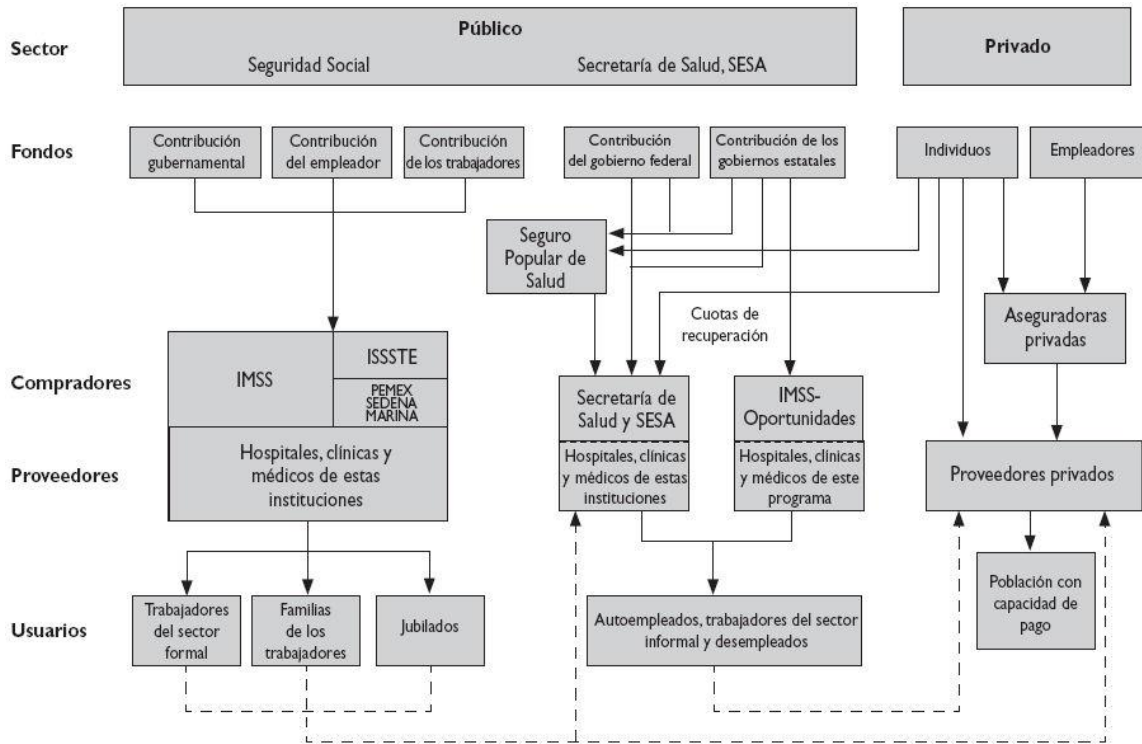 Sector
Público
Seguridad Social
Secretaría de Salud, SESA
Privado
Fondos
Contribución
gubernamental
Contribución
del empleador
Contribución
de los trabajadores
Contribución
del gobierno federal
Contribución de los
gobiernos estatales
Individuos
Empleadores
Seguro
Popular de
Salud
Cuotas de
recuperación
Aseguradoras
privadas
Compradores
IMSS
ISSSTE
PEMEX
SEDENA
MARINA
Secretaría de
Salud y SESA
IMSS-
Oportunidades
Proveedores
Hospitales, clínicas y
médicos de estas
instituciones
Hospitales, clínicas
y médicos de estas
instituciones
Hospitales, clínicas
y médicos de este
programa
Proveedores privados
Usuarios
Trabajadores
del sector
formal
Familias
de los
trabajadores
Jubilados
Autoempleados, trabajadores del sector
informal y desempleados
Población con
capacidad de
pago